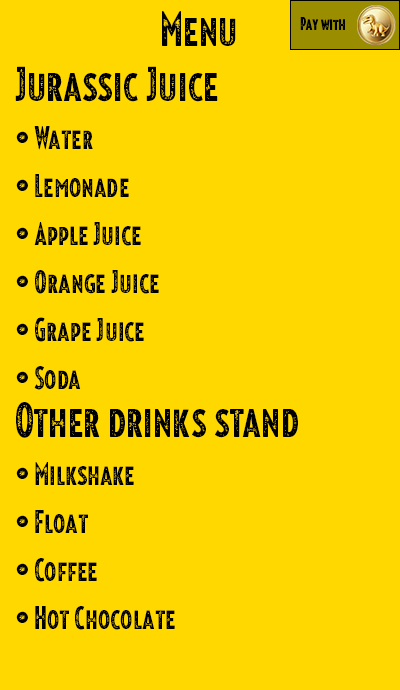 Menu
Pay with
Jurassic Juice
• Water
• Lemonade
• Apple Juice
• Orange Juice
• Grape Juice
• Soda
Other drinks stand
• Milkshake
• Float
• Coffee
• Hot Chocolate